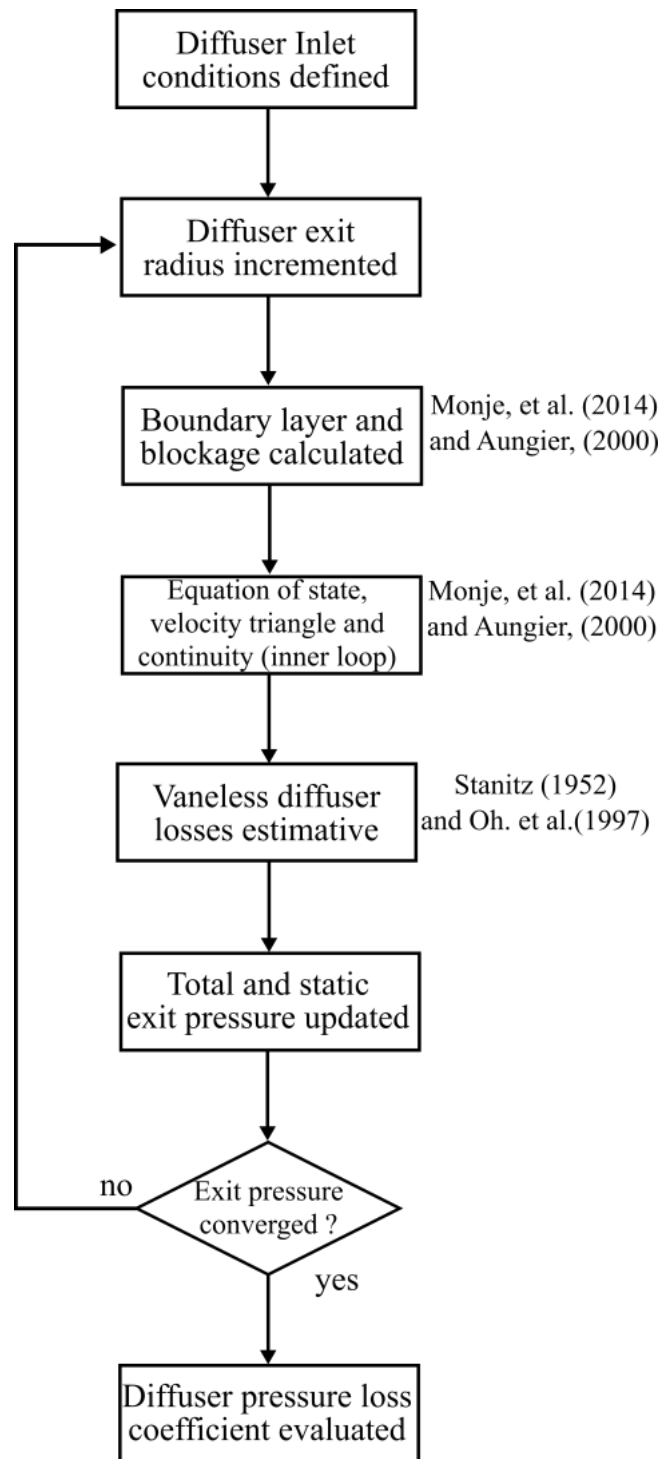 Diffuser Inlet
conditions defined
Diffuser exit
radius incremented
Boundary layer and
blockage calculated
Monje, et al. (2014)
and Aungier, (2000)
Equation of state,
velocity triangle and
continuity (inner loop)
Monje, et al. (2014)
and Aungier, (2000)
Vaneless diffuser
losses estimative
Stanitz (1952)
and Oh. et al.(1997)
Total and static
exit pressure updated
no
Exit pressure
converged ?
yes
Diffuser pressure loss
coefficient evaluated